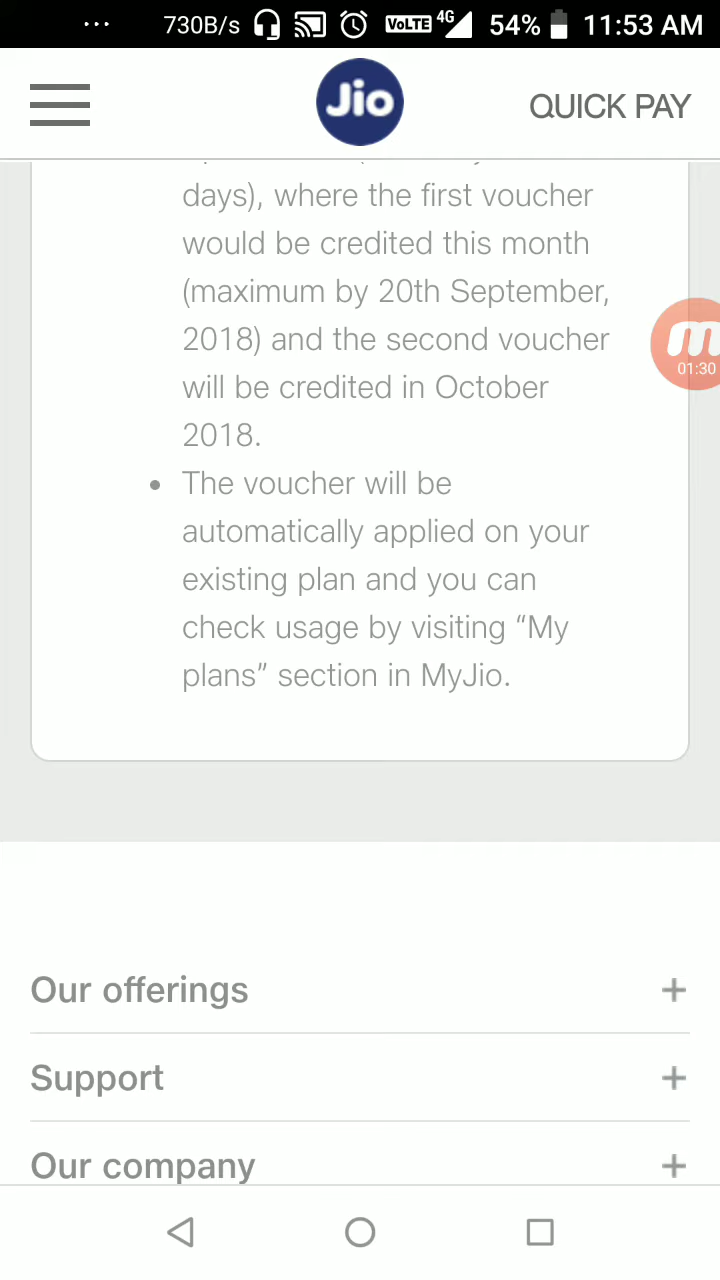 730B/s VoLTE 4G 54% 11:53 AM
Jio
QUICK PAY
days), where the first voucher
would be credited this month
(maximum by 20th September,
2018) and the second voucher
01:30
will be credited in October
2018.
• The voucher will be
automatically applied on your
existing plan and you can
check usage by visiting “My
plans” section in MyJio.
Our offerings +
Support +
Our company +